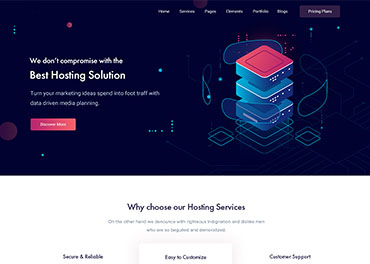 Home Services Pages Elements Portfolio Blogs Pricing Plans
We don't compromise with the
Best Hosting Solution
Turn your marketing ideas spend into foot traff with
data driven media planning.
Discover More
Why choose our Hosting Services
On the other hand we denounce with righteous indignation and dislike men
who are so beguiled and demoralized.
Secure & Reliable Easy to Customize Customer Support